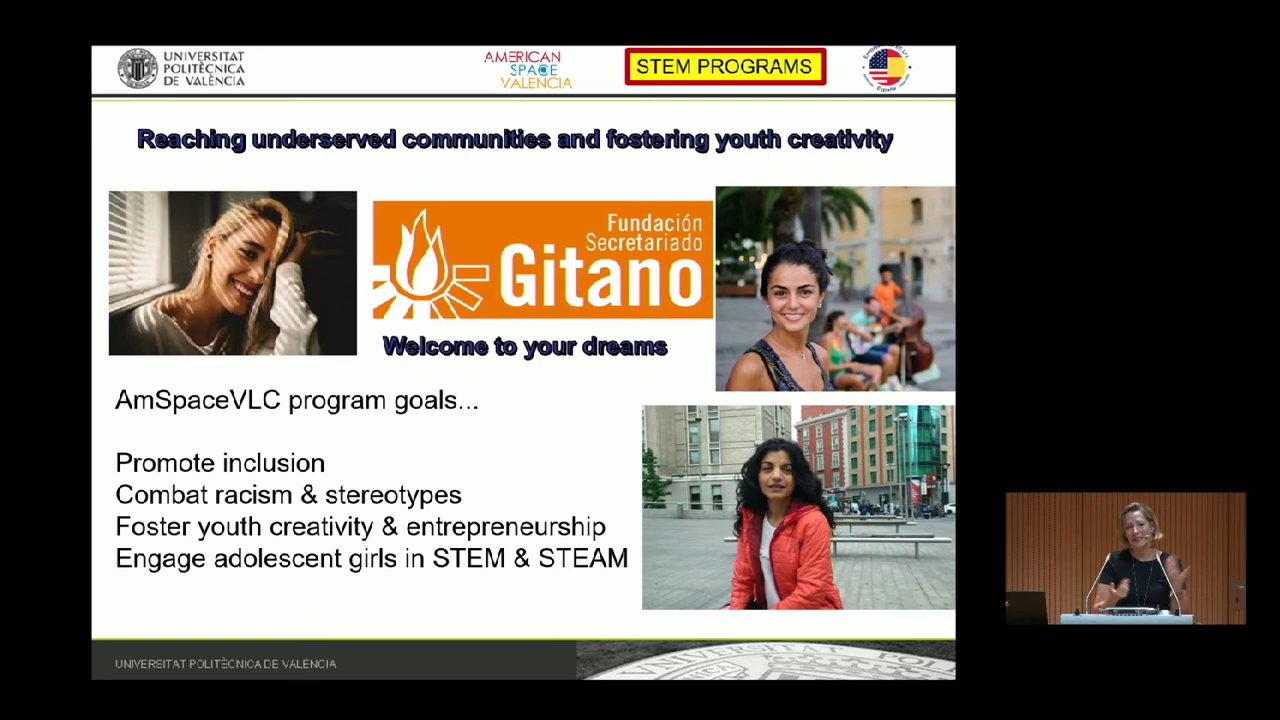 UNIVERSITAT
POLITÈCNICA
DE VALÈNCIA
AMERICAN
SPACE
VALENCIA
STEM PROGRAMS
España
Reaching underserved communities and fostering youth creativity
Fundación
Secretariado
Gitano
Welcome to your dreams
AmSpaceVLC program goals...
Promote inclusion
Combat racism & stereotypes
Foster youth creativity & entrepreneurship
Engage adolescent girls in STEM & STEAM
UNIVERSITAT POLITÈCNICA DE VALÈNCIA